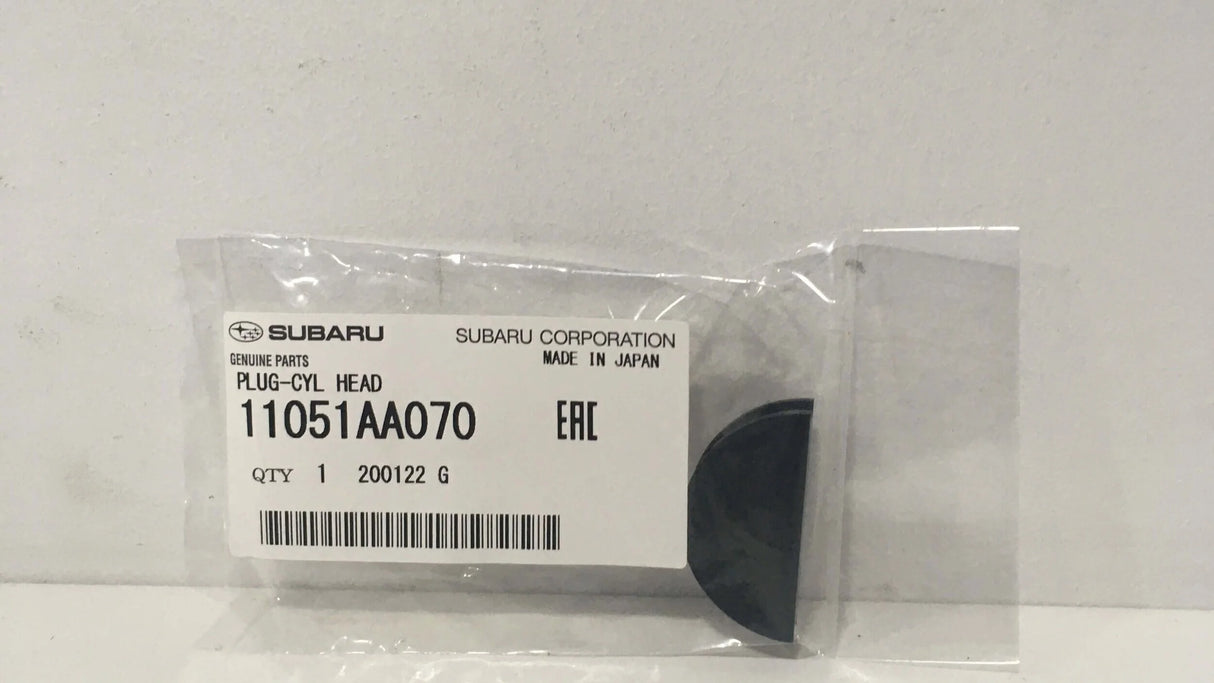 SUBARU SUBARU CORPORATION
GENUINE PARTS MADE IN JAPAN
PLUG-CYL HEAD
11051AA070 EAC
QTY 1 200122 G